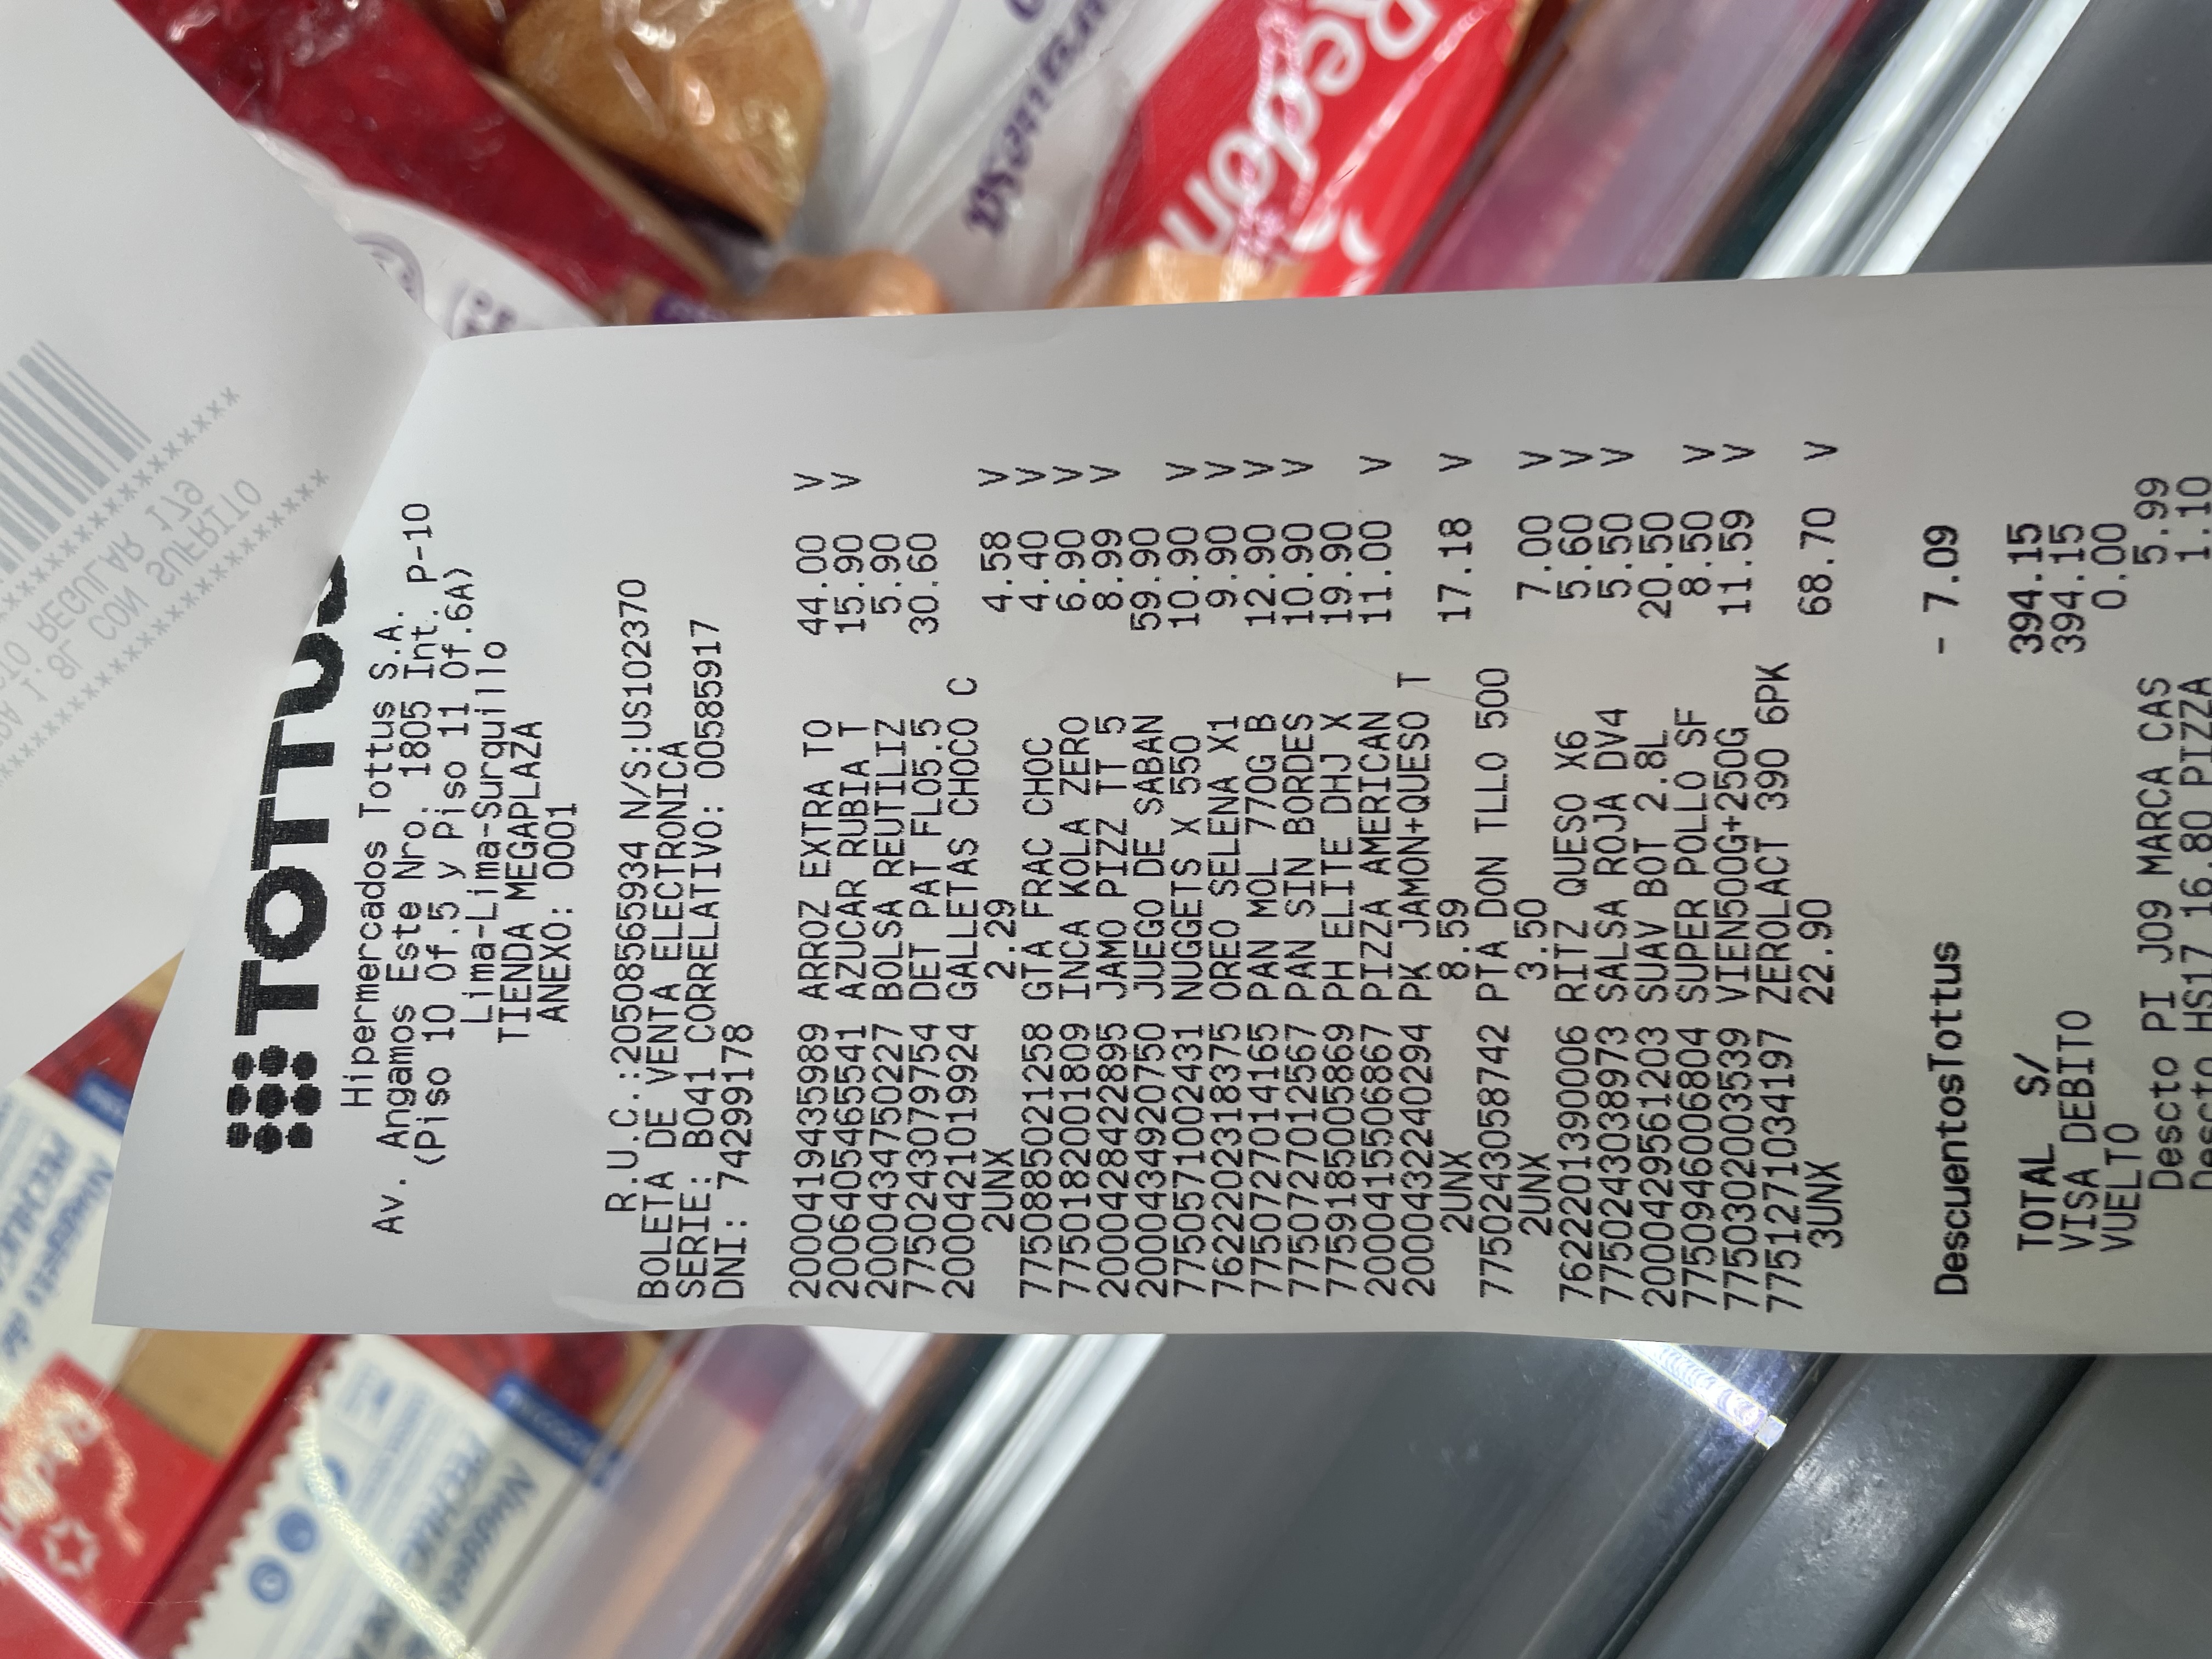 TOTTUS
Hipermercados Tottus S.A.
Av. Angamos Este Nro. 1805 Int. P-10
(Piso 10 Of.5 y Piso 11 Of.6A)
Lima-Lima-Surquillo
TIENDA MEGAPLAZA
ANEXO: 0001
R.U.C.:20508565934 N/S:US102370
BOLETA DE VENTA ELECTRONICA
SERIE: B041 CORRELATIVO: 00585917
DNI: 74299178
2000419435989 ARROZ EXTRA TO 44.00 V
2006405465541 AZUCAR RUBIA T 15.90 V
2000434750227 BOLSA REUTILIZ 5.90
7750243079754 DET PAT FLO5.5 30.60
2000421019924 GALLETAS CHOCO C
2UNX 2.29 4.58 V
7750885021258 GTA FRAC CHOC 4.40 V
7750182001809 INCA KOLA ZERO 6.90 V
2000428422895 JAMO PIZZ TT 5 8.99 V
2000434920750 JUEGO DE SABAN 59.90
7750571002431 NUGGETS X 550 10.90 V
7622202318375 OREO SELENA X1 9.90 V
7750727014165 PAN MOL 770G B 12.90 V
7750727012567 PAN SIN BORDES 10.90 V
7759185005869 PH ELITE DHJ X 19.90
2000415506867 PIZZA AMERICAN 11.00 V
2000432240294 PK JAMON+QUESO T
2UNX 8.59 17.18 V
7750243058742 PTA DON TLLO 500
2UNX 3.50 7.00 V
7622201390006 RITZ QUESO X6 5.60 V
7750243038973 SALSA ROJA DV4 5.50 V
2000429561203 SUAV BOT 2.8L 20.50
7750946006804 SUPER POLLO SF 8.50 V
7750302003539 VIEN500G+250G 11.59 V
7751271034197 ZEROLACT 390 6PK
3UNX 22.90 68.70 V
DescuentosTottus - 7.09
TOTAL S/ 394.15
VISA DEBITO 394.15
VUELTO 0.00
Descto PI JO9 MARCA CAS 5.99
Descto HS17 16.80 PIZZA 1.10
CON SUFRITO
REGULAR 179
1.8L
Nuggets de
Nuggets
PECHUGA
Redon